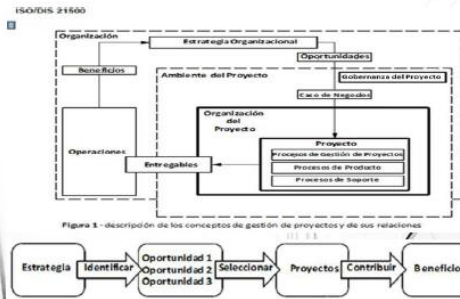 ISO/DIS 21500
Organización
Estrategia Organizacional
Oportunidades
Beneficios
Ambiente del Proyecto
Gobernanza del Proyecto
Caso de Negocios
Organización
del
Proyecto
Proyecto
Procesos de Gestión de Proyectos
Procesos de Producto
Procesos de Soporte
Operaciones
Entregables
Figura 1 - descripción de los conceptos de gestión de proyectos y de sus relaciones
Estrategia
Identificar
Oportunidad 1
Oportunidad 2
Oportunidad 3
Seleccionar
Proyectos
Contribuir
Beneficio